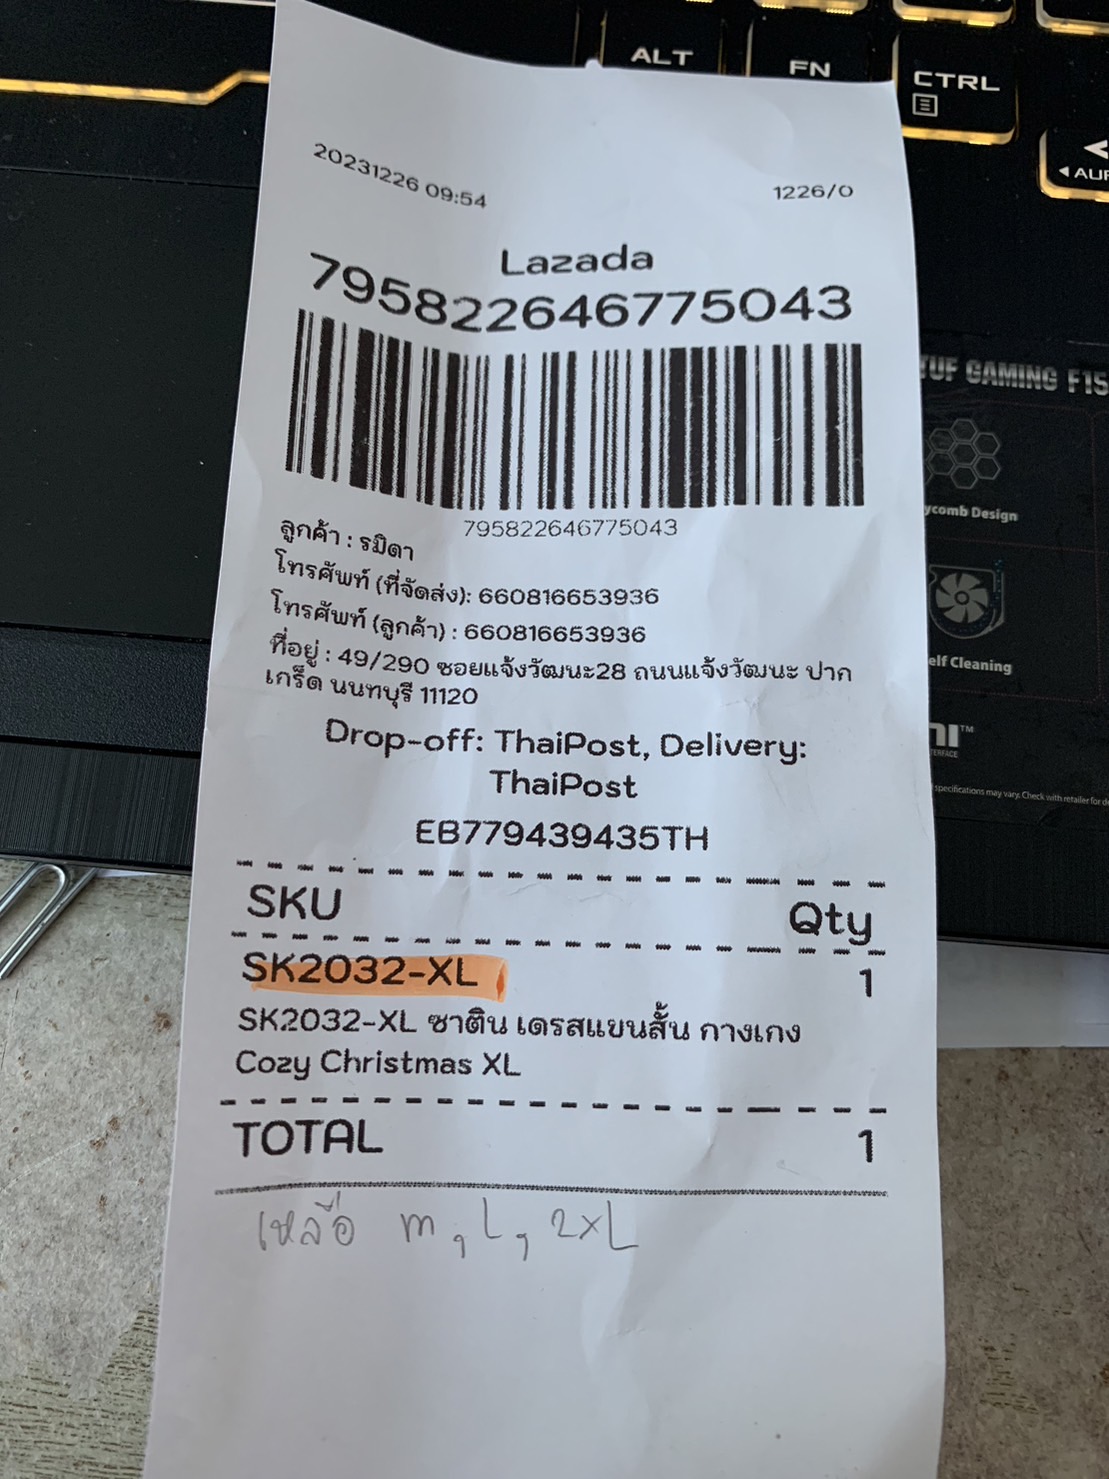 ALT
FN
CTRL
20231226 09:54
1226/0
Lazada
795822646775043
795822646775043
ลูกค้า : รมิดา
โทรศัพท์ (ที่จัดส่ง): 660816653936
โทรศัพท์ (ลูกค้า) : 660816653936
ที่อยู่ : 49/290 ซอยแจ้งวัฒนะ28 ถนนแจ้งวัฒนะ ปาก
เกร็ด นนทบุรี 11120
Drop-off: ThaiPost, Delivery:
ThaiPost
EB779439435TH
SKU Qty
SK2032-XL 1
SK2032-XL ซาติน เดรสแขนสั้น กางเกง
Cozy Christmas XL
TOTAL 1
เหลือ m, L, 2XL
TUF GAMING F15
ycomb Design
elf Cleaning
specifications may vary. Check with retailer for d